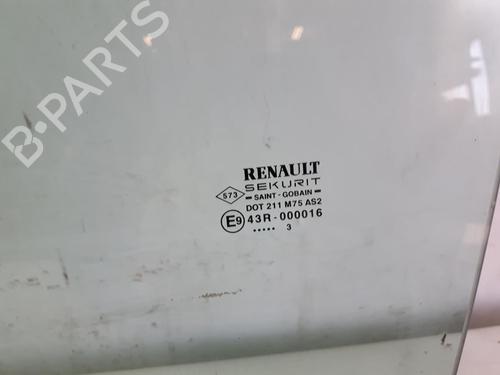 B-PARTS
RENAULT
SEKURIT
573 SAINT-GOBAIN
DOT 211 M75 AS2
E9 43R-000016
..... 3